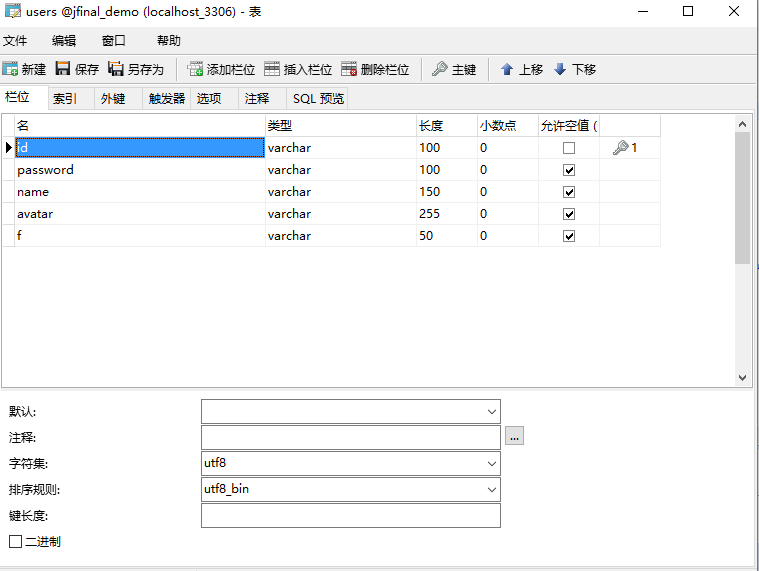 users @jfinal_demo (localhost_3306) - 表
文件 编辑 窗口 帮助
新建 保存 另存为 添加栏位 插入栏位 删除栏位 主键 上移 下移
栏位 索引 外键 触发器 选项 注释 SQL 预览
名 类型 长度 小数点 允许空值 (
id varchar 100 0 1
password varchar 100 0
name varchar 150 0
avatar varchar 255 0
f varchar 50 0
默认:
注释: ...
字符集: utf8
排序规则: utf8_bin
键长度:
二进制